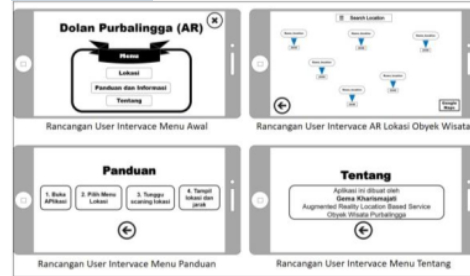 Dolan Purbalingga (AR)
Menu
Lokasi
Panduan dan Informasi
Tentang
Rancangan User Intervace Menu Awal
Search Location
Google
Maps
Rancangan User Intervace AR Lokasi Obyek Wisata
Panduan
1. Buka
APlikasi
2. Pilih Menu
Lokasi
3. Tunggu
scaning lokasi
4. Tampil
lokasi dan
jarak
Rancangan User Intervace Menu Panduan
Tentang
Aplikasi ini dibuat oleh
Gema Kharismajati
Augmented Reality Location Based Service
Obyek Wisata Purbalingga
Rancangan User Intervace Menu Tentang